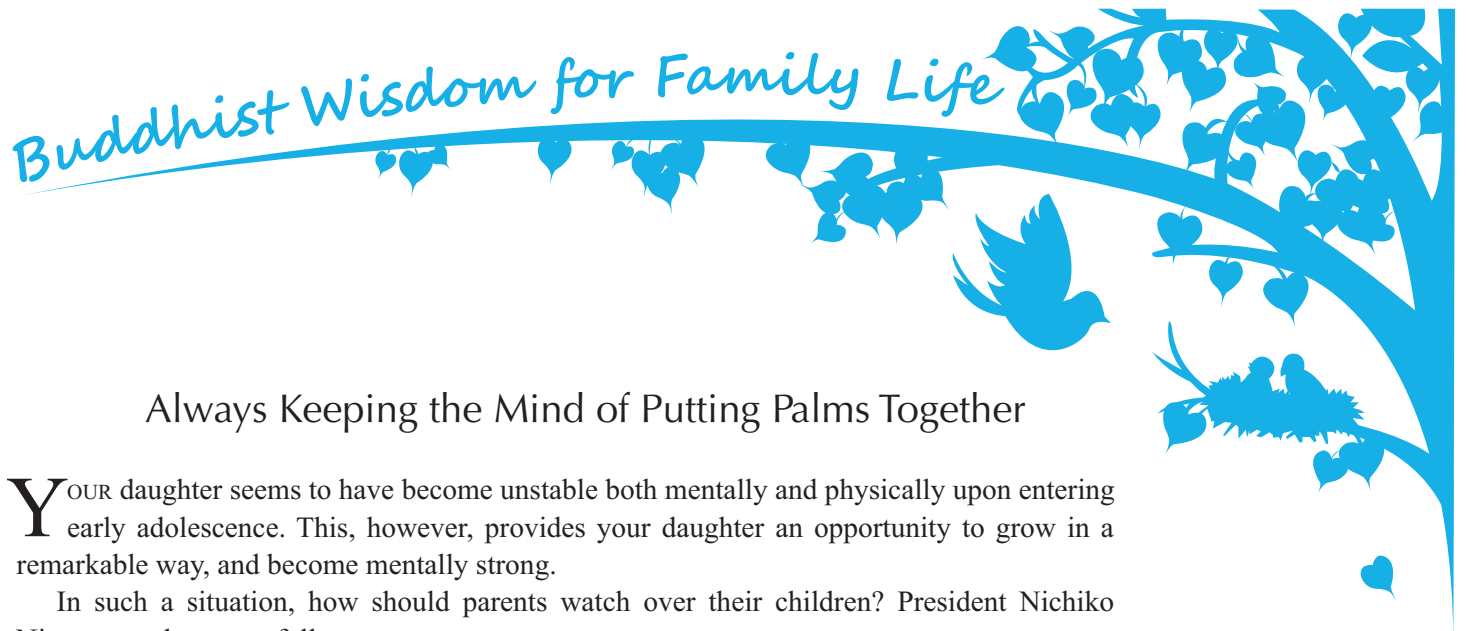 Buddhist Wisdom for Family Life
Always Keeping the Mind of Putting Palms Together
YOUR daughter seems to have become unstable both mentally and physically upon entering
early adolescence. This, however, provides your daughter an opportunity to grow in a
remarkable way, and become mentally strong.
In such a situation, how should parents watch over their children? President Nichiko